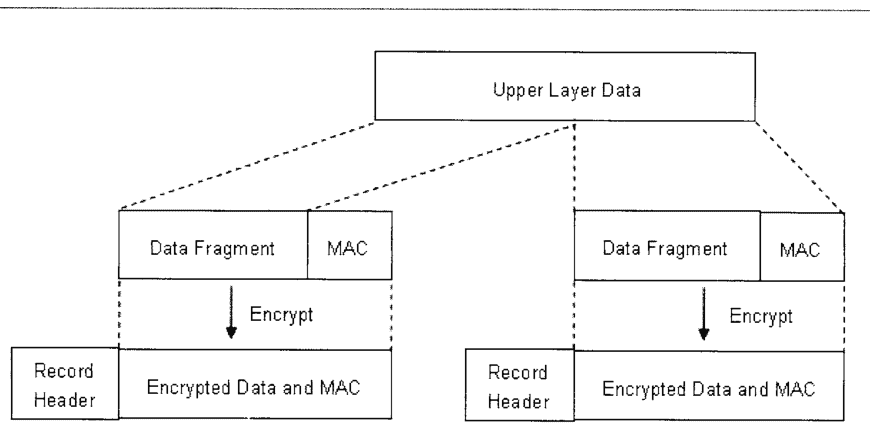 Upper Layer Data
Data Fragment
MAC
Data Fragment
MAC
Encrypt
Encrypt
Record
Header
Encrypted Data and MAC
Record
Header
Encrypted Data and MAC